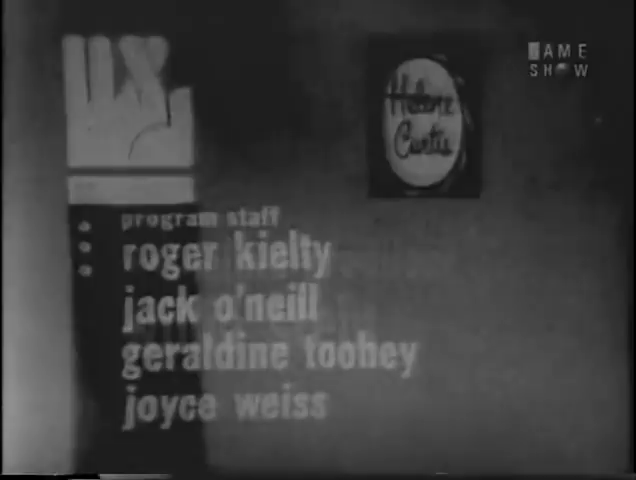 GAME
SHOW
Helene
Curtis
program staff
roger kielty
jack o'neill
geraldine toohey
joyce weiss